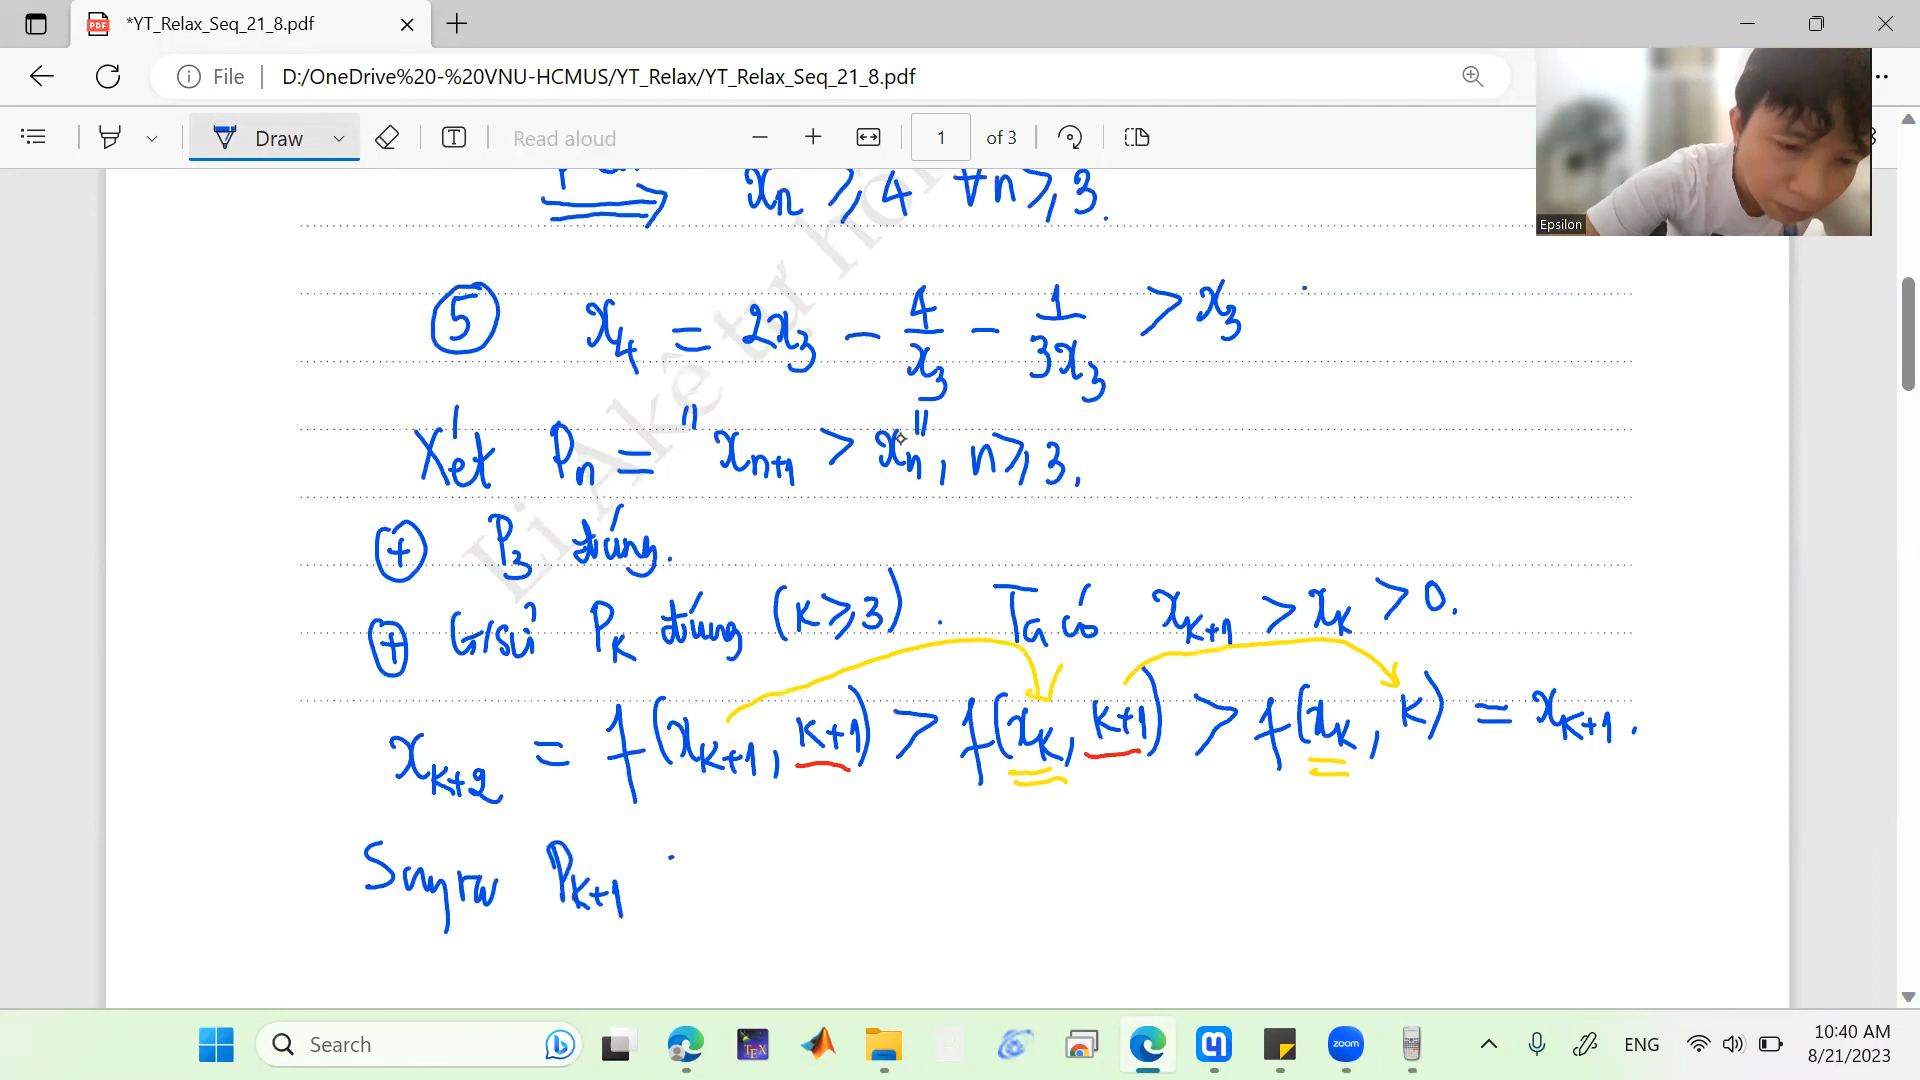 *YT_Relax_Seq_21_8.pdf
File D:/OneDrive%20-%20VNU-HCMUS/YT_Relax/YT_Relax_Seq_21_8.pdf
Draw Read aloud 1 of 3
Epsilon
⟹ xₙ ⩾ 4 ∀n ⩾ 3.
⑤ x₄ = 2x₃ - 4/x₃ - 1/(3x₃) > x₃
Xét Pₙ = "xₙ₊₁ > xₙ", n ⩾ 3.
⊕ P₃ đúng.
⊕ G/sử Pₖ đúng (k ⩾ 3). Ta có xₖ₊₁ > xₖ > 0.
xₖ₊₂ = f(xₖ₊₁, k+1) > f(xₖ, k+1) > f(xₖ, k) = xₖ₊₁.
Suy ra Pₖ₊₁
Search
TEX
zoom
ENG
10:40 AM
8/21/2023